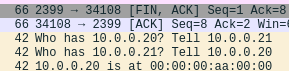 66 2399 → 34108 [FIN, ACK] Seq=1 Ack=8
66 34108 → 2399 [ACK] Seq=8 Ack=2 Win=
42 Who has 10.0.0.20? Tell 10.0.0.21
42 Who has 10.0.0.21? Tell 10.0.0.20
42 10.0.0.20 is at 00:00:00:aa:00:00